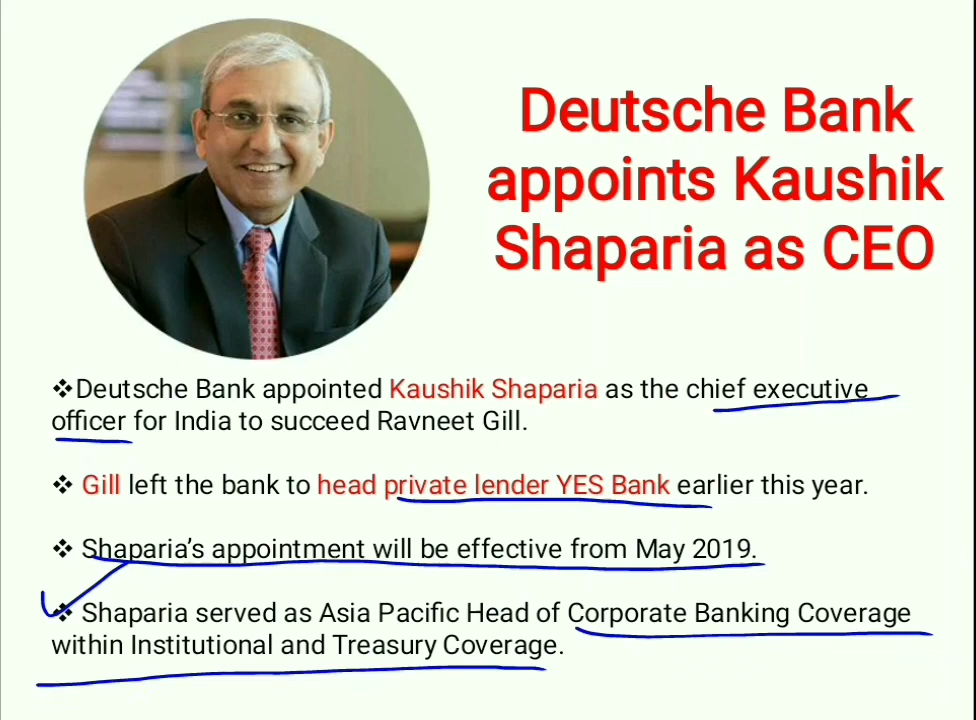 Deutsche Bank
appoints Kaushik
Shaparia as CEO
❖Deutsche Bank appointed Kaushik Shaparia as the chief executive
officer for India to succeed Ravneet Gill.
❖ Gill left the bank to head private lender YES Bank earlier this year.
❖ Shaparia’s appointment will be effective from May 2019.
❖ Shaparia served as Asia Pacific Head of Corporate Banking Coverage
within Institutional and Treasury Coverage.